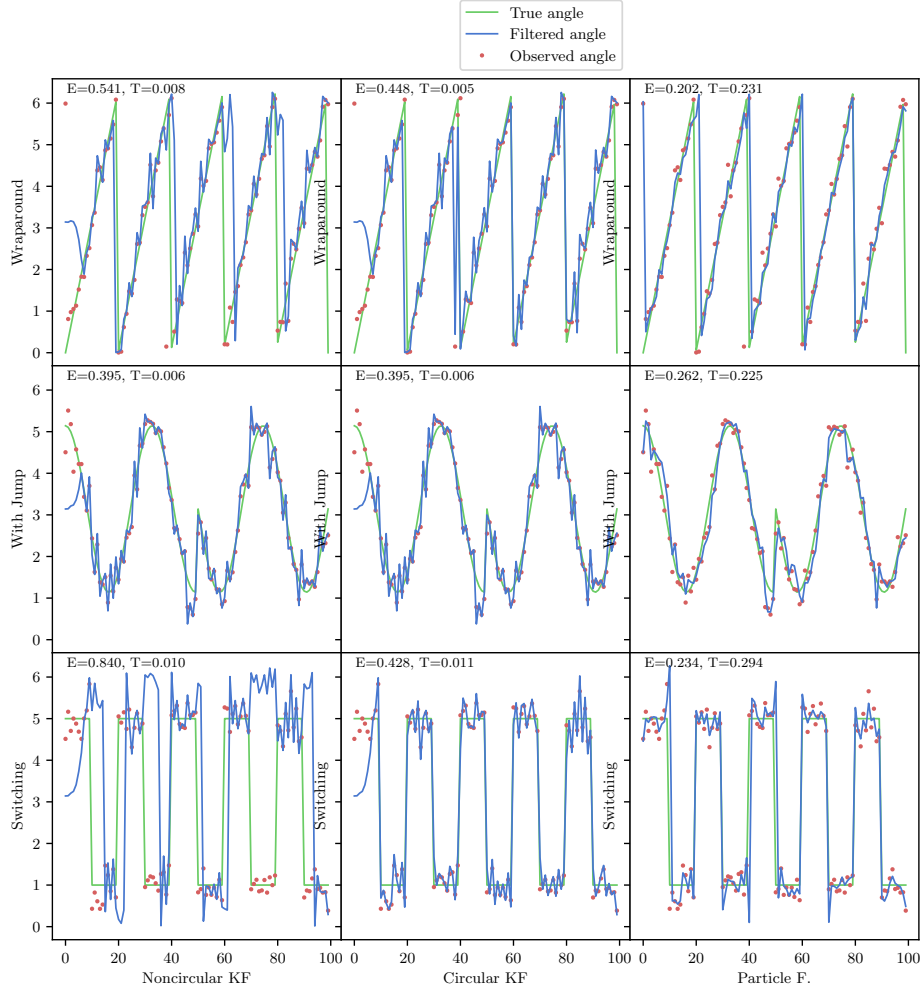 True angle
Filtered angle
Observed angle
E=0.541, T=0.008
E=0.448, T=0.005
E=0.202, T=0.231
6
5
4
3
2
1
0
Wraparound
Wraparound
Wraparound
E=0.395, T=0.006
E=0.395, T=0.006
E=0.262, T=0.225
6
5
4
3
2
1
0
With Jump
With Jump
With Jump
E=0.840, T=0.010
E=0.428, T=0.011
E=0.234, T=0.294
6
5
4
3
2
1
0
Switching
Switching
Switching
0 20 40 60 80 100
0 20 40 60 80 100
0 20 40 60 80 100
Noncircular KF
Circular KF
Particle F.